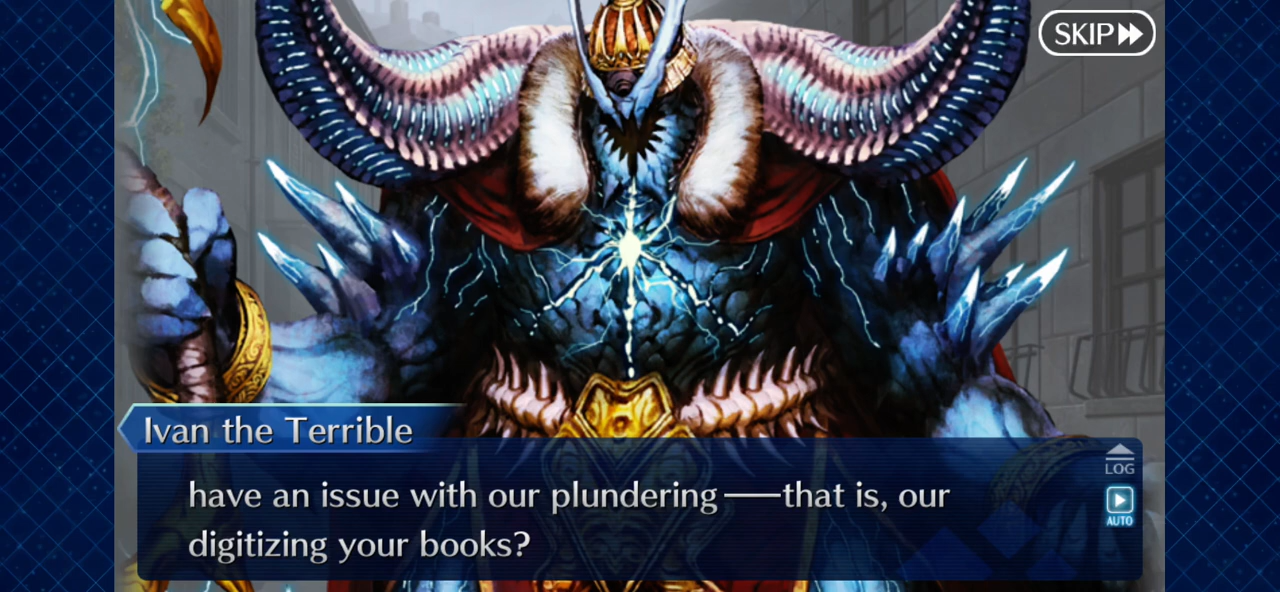 SKIP
Ivan the Terrible
have an issue with our plundering──that is, our
digitizing your books?
LOG
AUTO